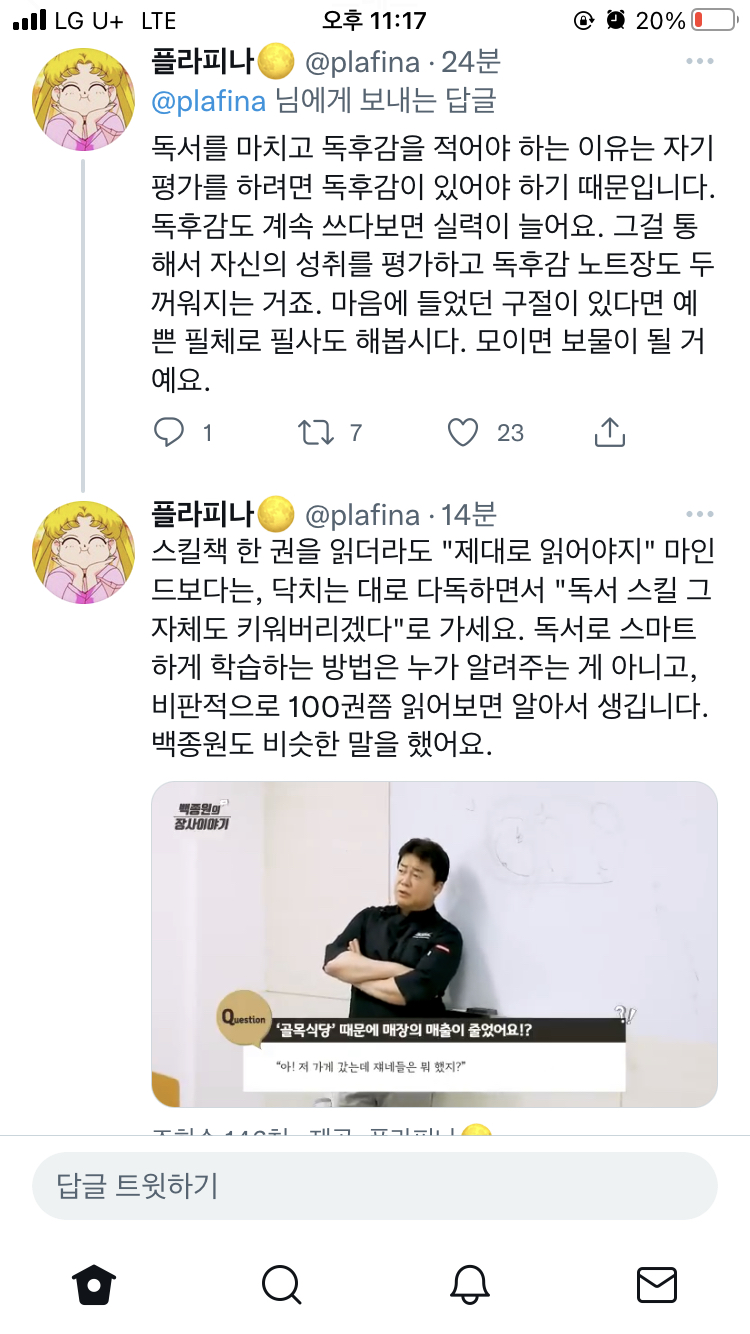 LG U+ LTE 오후 11:17 20%
플라피나 @plafina · 24분
@plafina 님에게 보내는 답글
독서를 마치고 독후감을 적어야 하는 이유는 자기
평가를 하려면 독후감이 있어야 하기 때문입니다.
독후감도 계속 쓰다보면 실력이 늘어요. 그걸 통
해서 자신의 성취를 평가하고 독후감 노트장도 두
꺼워지는 거죠. 마음에 들었던 구절이 있다면 예
쁜 필체로 필사도 해봅시다. 모이면 보물이 될 거
예요.
1 7 23
플라피나 @plafina · 14분
스킬책 한 권을 읽더라도 "제대로 읽어야지" 마인
드보다는, 닥치는 대로 다독하면서 "독서 스킬 그
자체도 키워버리겠다"로 가세요. 독서로 스마트
하게 학습하는 방법은 누가 알려주는 게 아니고,
비판적으로 100권쯤 읽어보면 알아서 생깁니다.
백종원도 비슷한 말을 했어요.
백종원의
장사이야기
?!
Question
‘골목식당’ 때문에 매장의 매출이 줄었어요!?
“아! 저 가게 갔는데 쟤네들은 뭐 했지?”
답글 트윗하기